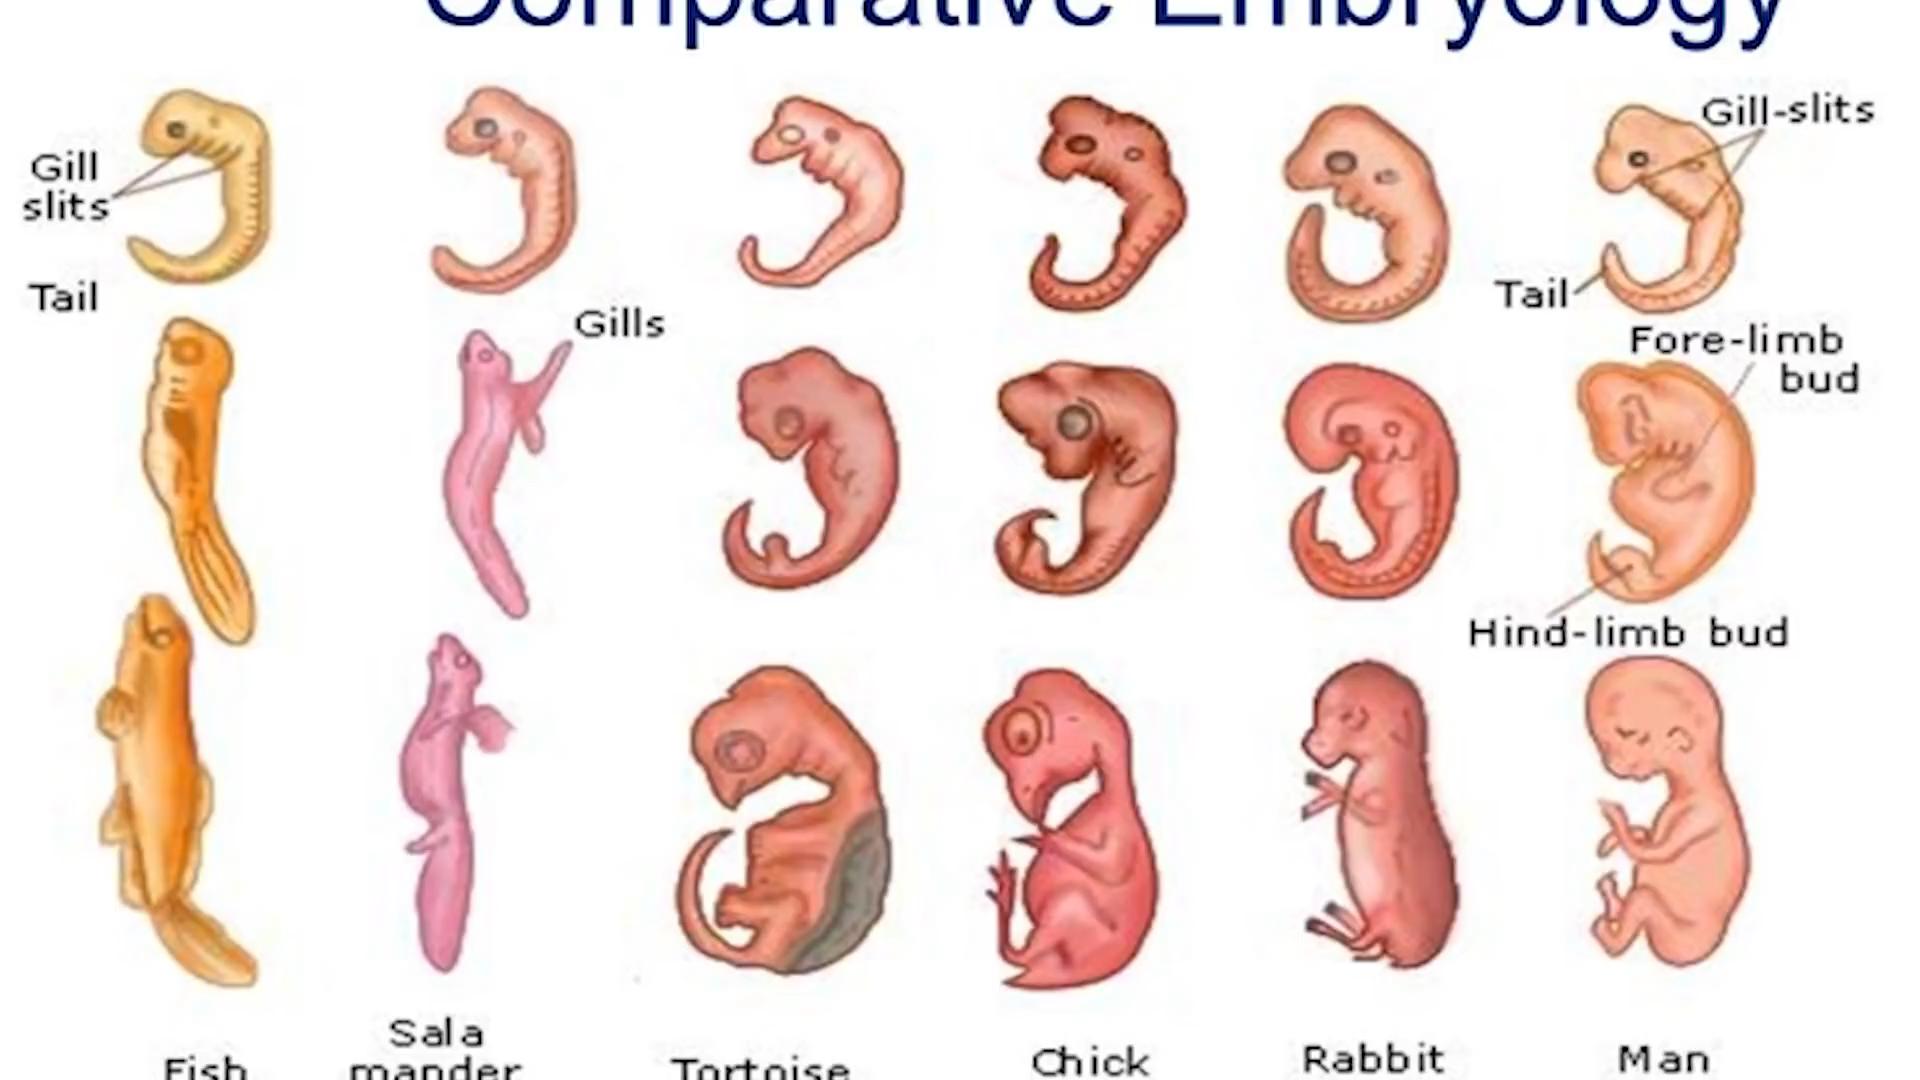 Comparative Embryology
Gill-slits
Gill
slits
Tail
Tail
Gills
Fore-limb
bud
Hind-limb bud
Sala
mander
Fish
Tortoise
Chick
Rabbit
Man